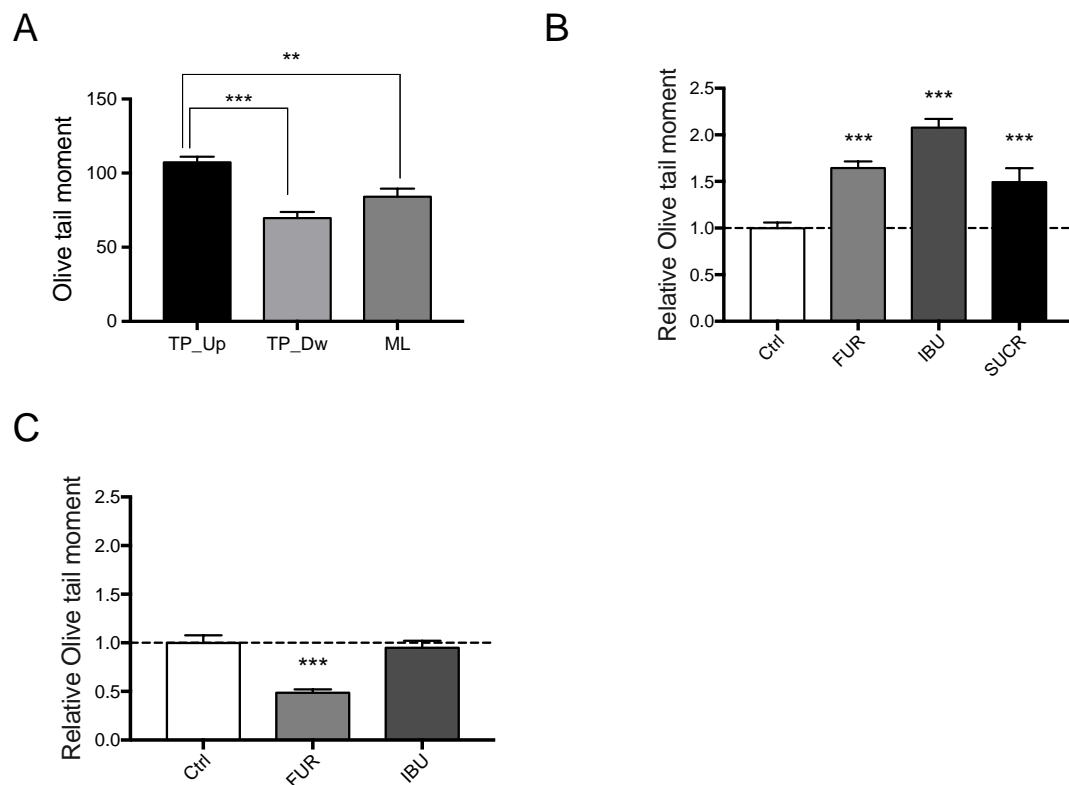 A
**
***
150
100
50
0
Olive tail moment
TP_Up TP_Dw ML
B
2.5
2.0
1.5
1.0
0.5
0.0
Relative Olive tail moment
***
***
***
Ctrl FUR IBU SUCR
C
2.5
2.0
1.5
1.0
0.5
0.0
Relative Olive tail moment
***
Ctrl FUR IBU